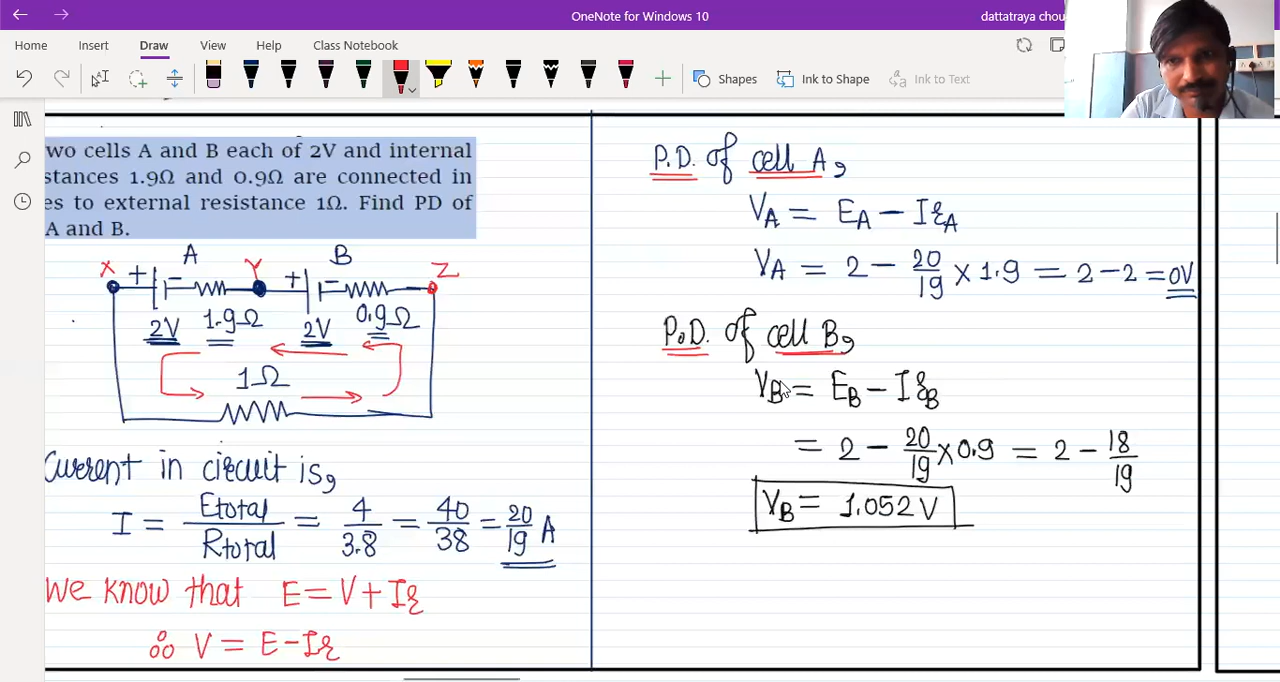 OneNote for Windows 10
dattatraya chou
Home Insert Draw View Help Class Notebook
Shapes Ink to Shape Ink to Text
wo cells A and B each of 2V and internal
stances 1.9Ω and 0.9Ω are connected in
es to external resistance 1Ω. Find PD of
A and B.
A B
X + − Y + − Z
2V 1.9Ω 2V 0.9Ω
1Ω
Current in circuit is,
I = Etotal / Rtotal = 4/3.8 = 40/38 = 20/19 A
We know that E = V + Ir
∴ V = E − Ir
P.D. of cell A,
VA = EA − IrA
VA = 2 − 20/19 × 1.9 = 2 − 2 = 0V
P.D. of cell B,
VB = EB − IrB
= 2 − 20/19 × 0.9 = 2 − 18/19
VB = 1.052 V